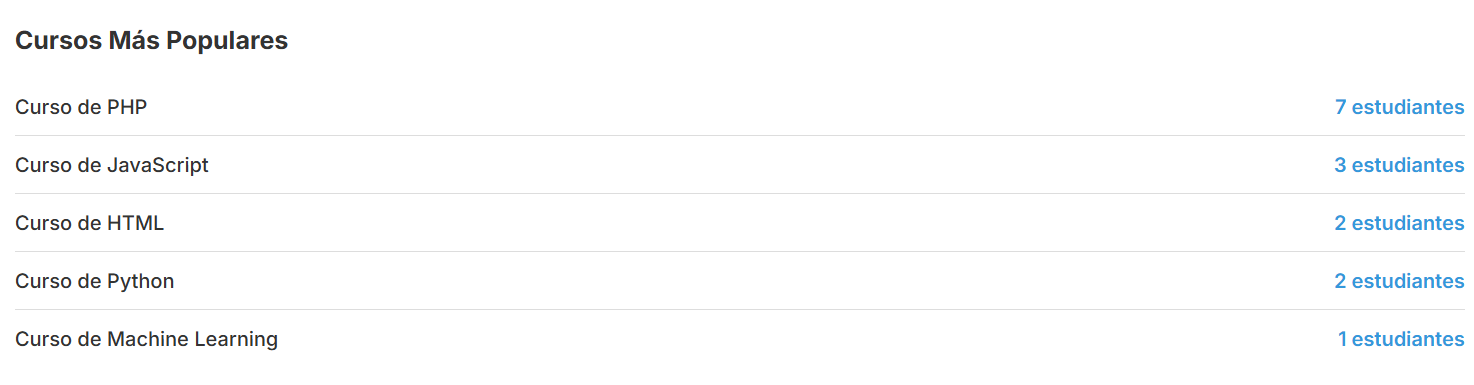 Cursos Más Populares
Curso de PHP 7 estudiantes
Curso de JavaScript 3 estudiantes
Curso de HTML 2 estudiantes
Curso de Python 2 estudiantes
Curso de Machine Learning 1 estudiantes